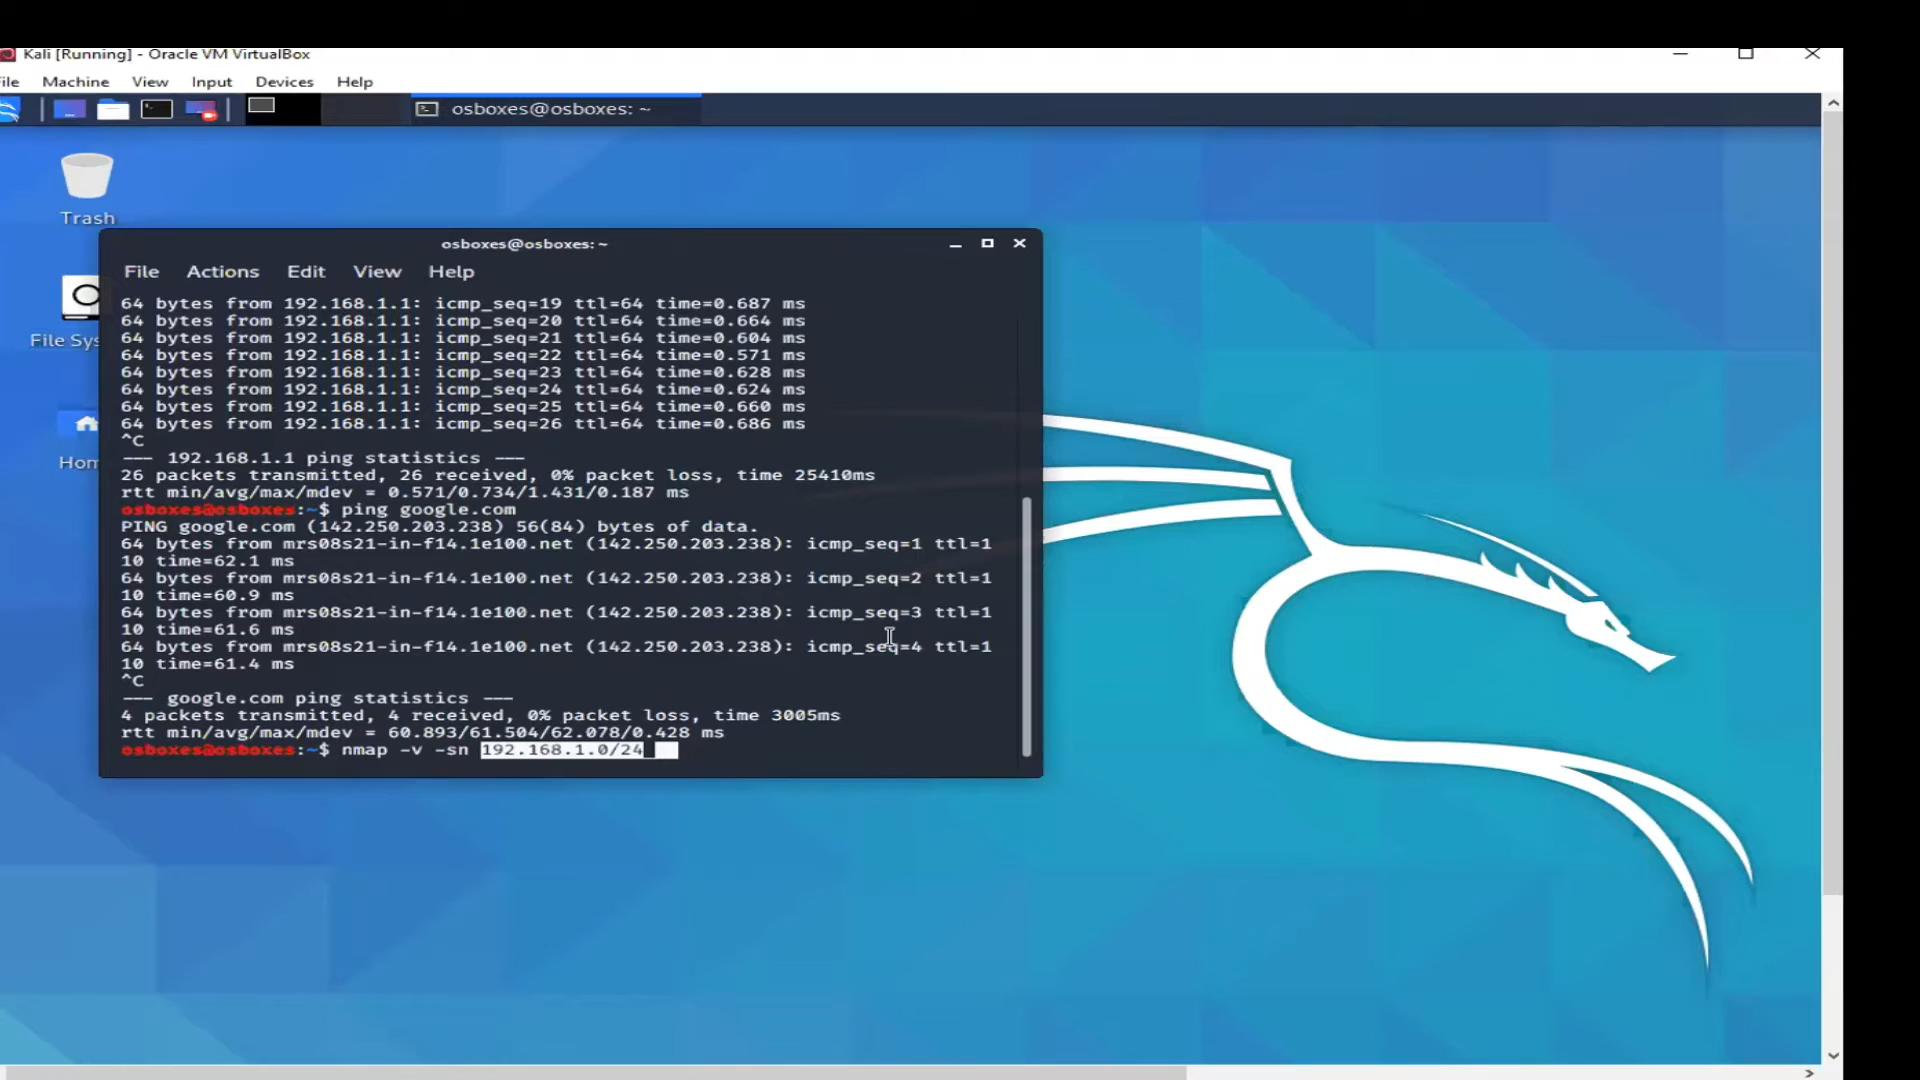 Kali [Running] - Oracle VM VirtualBox
File Machine View Input Devices Help
osboxes@osboxes: ~
Trash
File Sys
Hom
osboxes@osboxes: ~
File Actions Edit View Help
64 bytes from 192.168.1.1: icmp_seq=19 ttl=64 time=0.687 ms
64 bytes from 192.168.1.1: icmp_seq=20 ttl=64 time=0.664 ms
64 bytes from 192.168.1.1: icmp_seq=21 ttl=64 time=0.604 ms
64 bytes from 192.168.1.1: icmp_seq=22 ttl=64 time=0.571 ms
64 bytes from 192.168.1.1: icmp_seq=23 ttl=64 time=0.628 ms
64 bytes from 192.168.1.1: icmp_seq=24 ttl=64 time=0.624 ms
64 bytes from 192.168.1.1: icmp_seq=25 ttl=64 time=0.660 ms
64 bytes from 192.168.1.1: icmp_seq=26 ttl=64 time=0.686 ms
^C
--- 192.168.1.1 ping statistics ---
26 packets transmitted, 26 received, 0% packet loss, time 25410ms
rtt min/avg/max/mdev = 0.571/0.734/1.431/0.187 ms
osboxes@osboxes:~$ ping google.com
PING google.com (142.250.203.238) 56(84) bytes of data.
64 bytes from mrs08s21-in-f14.1e100.net (142.250.203.238): icmp_seq=1 ttl=1
10 time=62.1 ms
64 bytes from mrs08s21-in-f14.1e100.net (142.250.203.238): icmp_seq=2 ttl=1
10 time=60.9 ms
64 bytes from mrs08s21-in-f14.1e100.net (142.250.203.238): icmp_seq=3 ttl=1
10 time=61.6 ms
64 bytes from mrs08s21-in-f14.1e100.net (142.250.203.238): icmp_seq=4 ttl=1
10 time=61.4 ms
^C
--- google.com ping statistics ---
4 packets transmitted, 4 received, 0% packet loss, time 3005ms
rtt min/avg/max/mdev = 60.893/61.504/62.078/0.428 ms
osboxes@osboxes:~$ nmap -v -sn 192.168.1.0/24